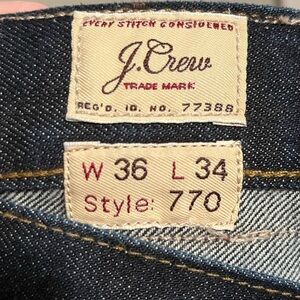 EVERY STITCH CONSIDERED
J.Crew
TRADE MARK
REG'D. ID. NO. 77388
W 36 L 34
Style: 770